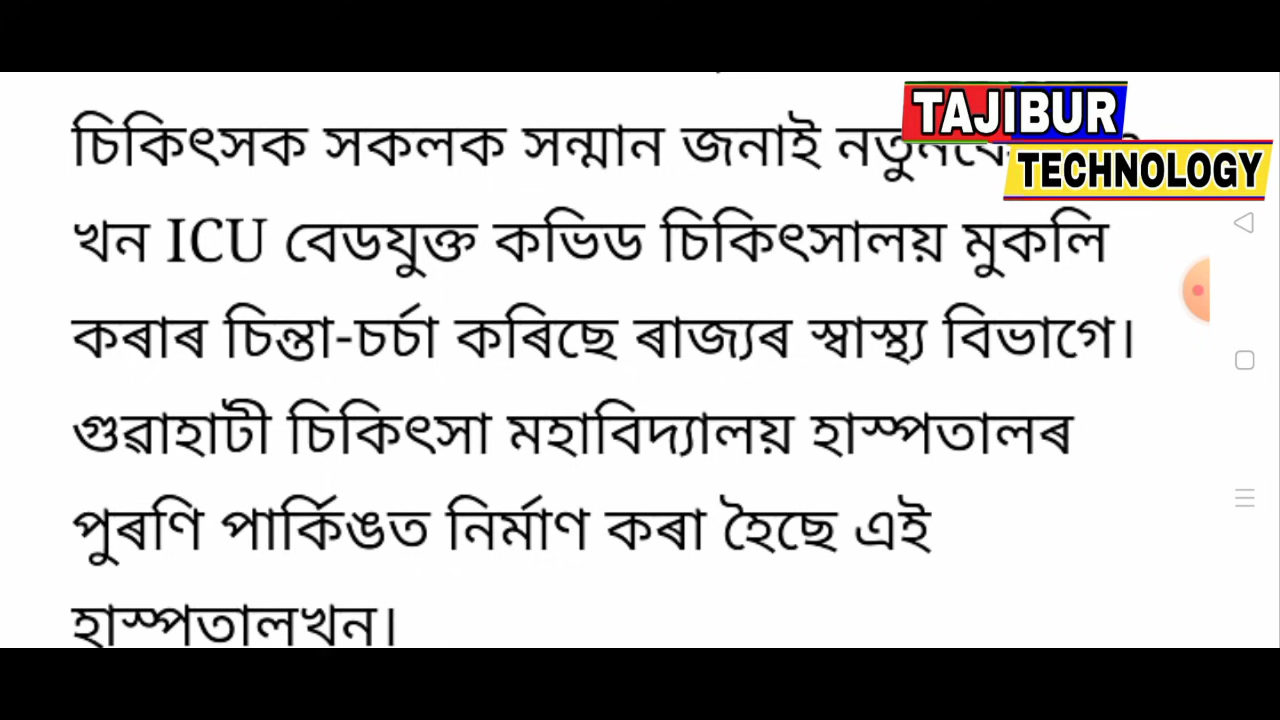 TAJIBUR
TECHNOLOGY
চিকিৎসক সকলক সন্মান জনাই
খন ICU বেডযুক্ত কভিড চিকিৎসালয় মুকলি
কৰাৰ চিন্তা-চৰ্চা কৰিছে ৰাজ্যৰ স্বাস্থ্য বিভাগে।
গুৱাহাটী চিকিৎসা মহাবিদ্যালয় হাস্পতালৰ
পুৰণি পাৰ্কিঙত নিৰ্মাণ কৰা হৈছে এই
হাস্পতালখন।